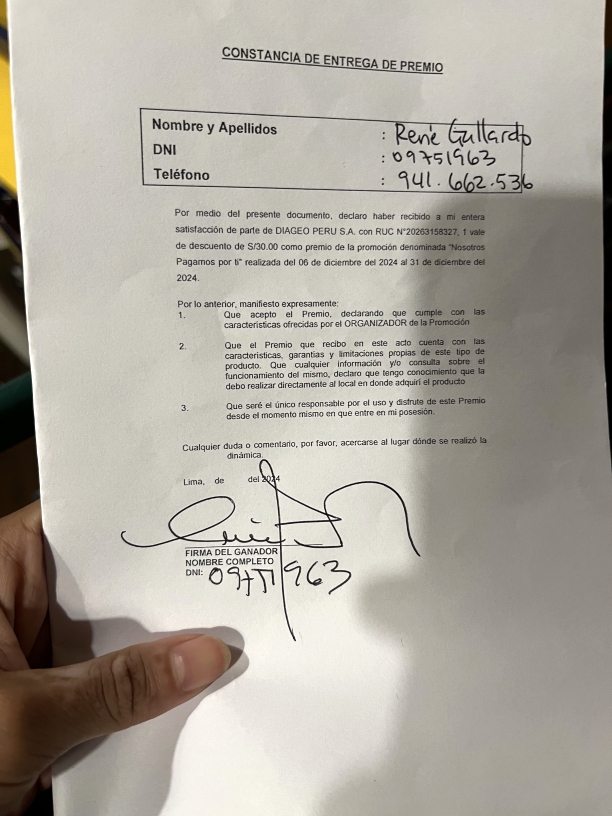 CONSTANCIA DE ENTREGA DE PREMIO
Nombre y Apellidos : René Gallardo
DNI : 09751963
Teléfono : 941.662.536
Por medio del presente documento, declaro haber recibido a mi entera
satisfacción de parte de DIAGEO PERU S.A. con RUC N°20263158327, 1 vale
de descuento de S/30.00 como premio de la promoción denominada "Nosotros
Pagamos por ti" realizada del 06 de diciembre del 2024 al 31 de diciembre del
2024.
Por lo anterior, manifiesto expresamente:
1. Que acepto el Premio, declarando que cumple con las
características ofrecidas por el ORGANIZADOR de la Promoción
2. Que el Premio que recibo en este acto cuenta con las
características, garantías y limitaciones propias de este tipo de
producto. Que cualquier información y/o consulta sobre el
funcionamiento del mismo, declaro que tengo conocimiento que la
debo realizar directamente al local en donde adquirí el producto
3. Que seré el único responsable por el uso y disfrute de este Premio
desde el momento mismo en que entre en mi posesión.
Cualquier duda o comentario, por favor, acercarse al lugar dónde se realizó la
dinámica.
Lima, de del 2024
FIRMA DEL GANADOR
NOMBRE COMPLETO
DNI: 09751963